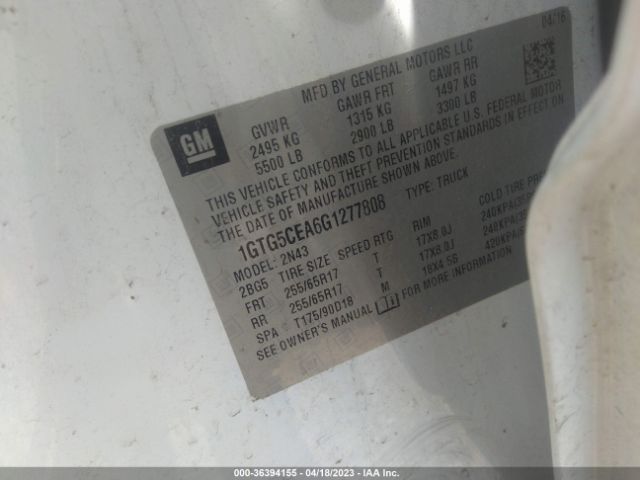 04/16
MFD BY GENERAL MOTORS LLC
GM
GVWR GAWR FRT GAWR RR
2495 KG 1315 KG 1497 KG
5500 LB 2900 LB 3300 LB
THIS VEHICLE CONFORMS TO ALL APPLICABLE U.S. FEDERAL MOTOR
VEHICLE SAFETY AND THEFT PREVENTION STANDARDS IN EFFECT ON
THE DATE OF MANUFACTURE SHOWN ABOVE.
1GTG5CEA6G1277808 TYPE: TRUCK
MODEL: 2N43
2BG5 TIRE SIZE SPEED RTG RIM COLD TIRE
FRT 255/65R17 T 17X8.0J 240KPA
RR 255/65R17 T 17X8.0J 240KPA
SPA T175/90D18 M 18X4.5B 420KPA
SEE OWNER'S MANUAL FOR MORE INFORMATION.
000-36394155 - 04/18/2023 - IAA Inc.